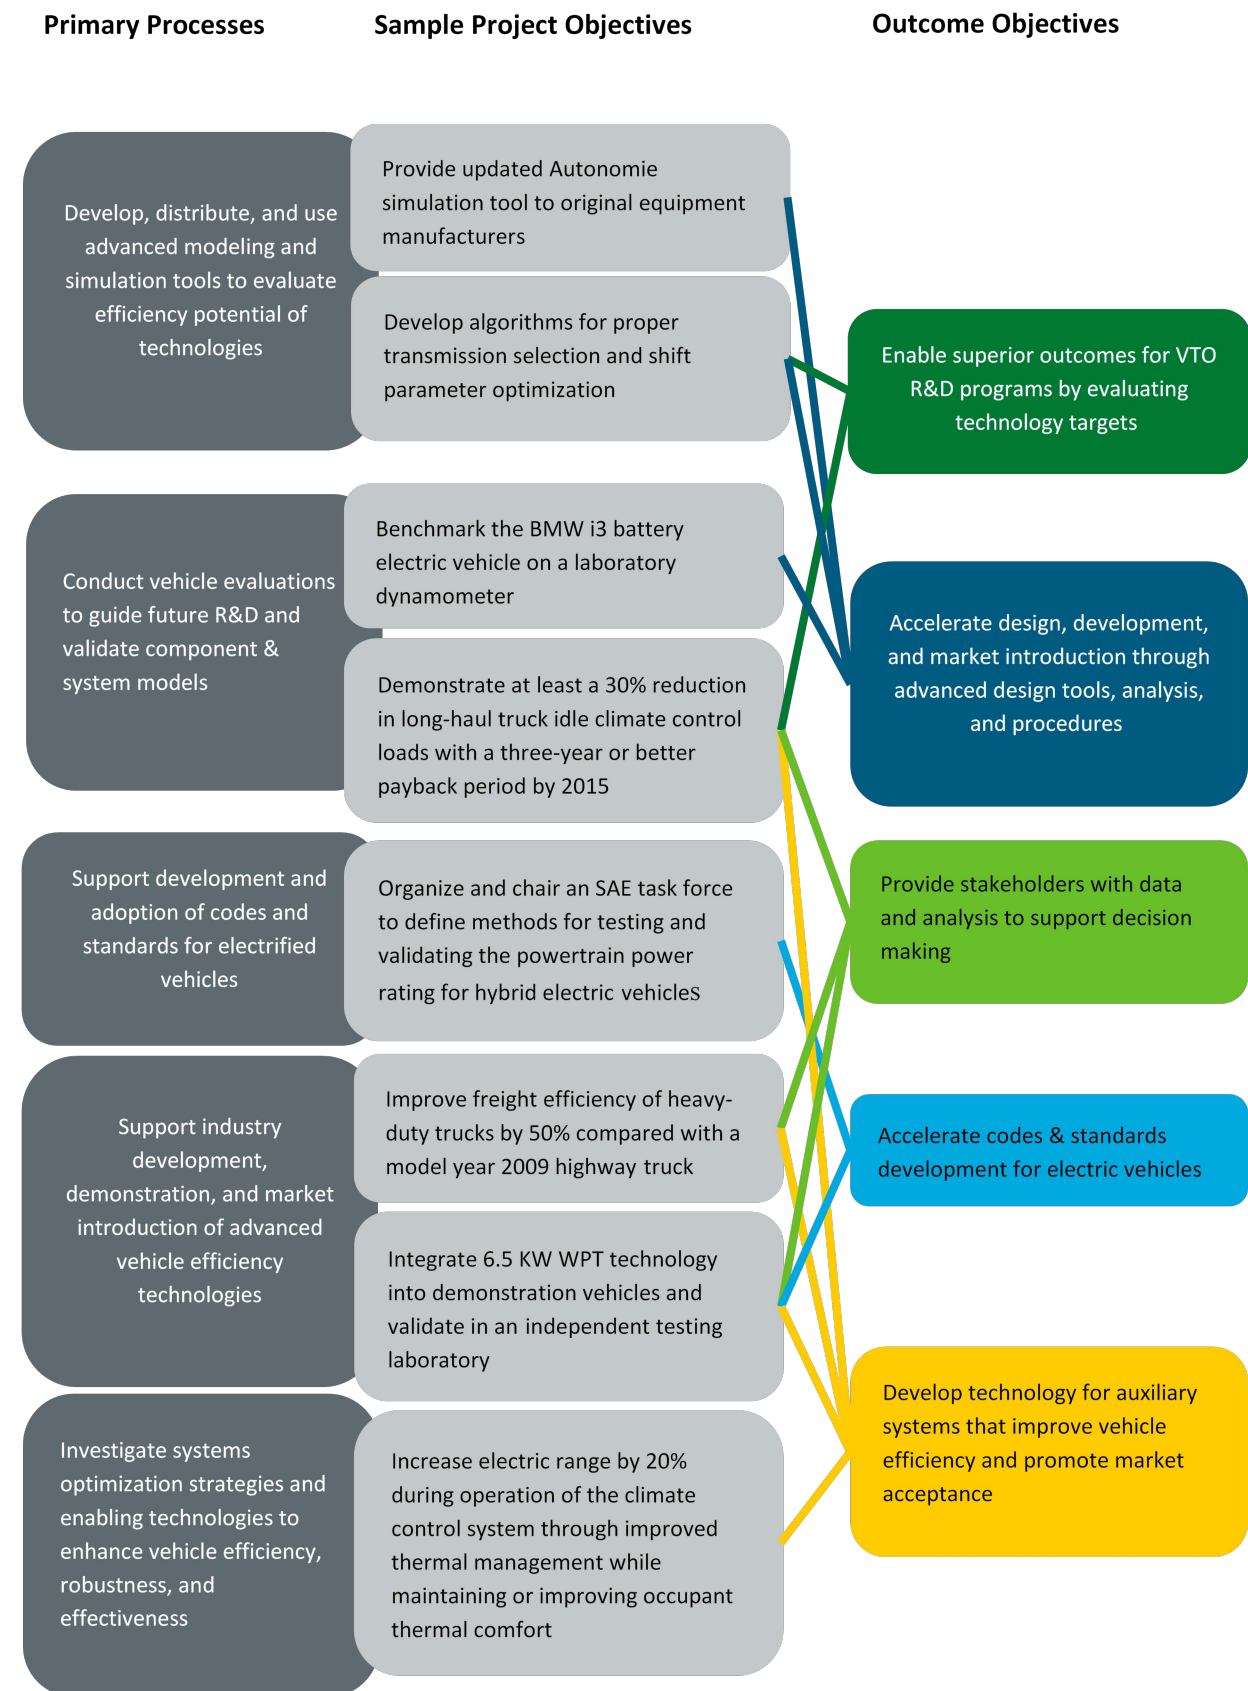 Primary Processes
Sample Project Objectives
Outcome Objectives
Develop, distribute, and use
advanced modeling and
simulation tools to evaluate
efficiency potential of
technologies
Provide updated Autonomie
simulation tool to original equipment
manufacturers
Develop algorithms for proper
transmission selection and shift
parameter optimization
Enable superior outcomes for VTO
R&D programs by evaluating
technology targets
Conduct vehicle evaluations
to guide future R&D and
validate component &
system models
Benchmark the BMW i3 battery
electric vehicle on a laboratory
dynamometer
Demonstrate at least a 30% reduction
in long-haul truck idle climate control
loads with a three-year or better
payback period by 2015
Accelerate design, development,
and market introduction through
advanced design tools, analysis,
and procedures
Support development and
adoption of codes and
standards for electrified
vehicles
Organize and chair an SAE task force
to define methods for testing and
validating the powertrain power
rating for hybrid electric vehicles
Provide stakeholders with data
and analysis to support decision
making
Support industry
development,
demonstration, and market
introduction of advanced
vehicle efficiency
technologies
Improve freight efficiency of heavy-
duty trucks by 50% compared with a
model year 2009 highway truck
Integrate 6.5 KW WPT technology
into demonstration vehicles and
validate in an independent testing
laboratory
Accelerate codes & standards
development for electric vehicles
Investigate systems
optimization strategies and
enabling technologies to
enhance vehicle efficiency,
robustness, and
effectiveness
Increase electric range by 20%
during operation of the climate
control system through improved
thermal management while
maintaining or improving occupant
thermal comfort
Develop technology for auxiliary
systems that improve vehicle
efficiency and promote market
acceptance